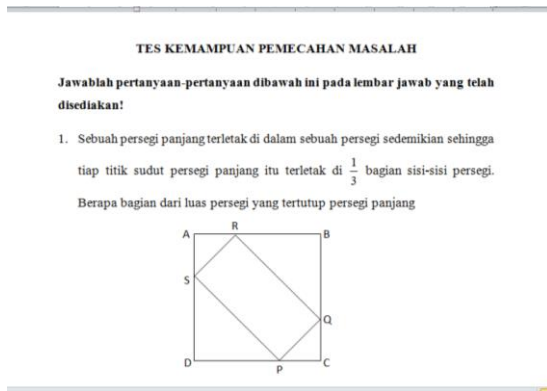 TES KEMAMPUAN PEMECAHAN MASALAH
Jawablah pertanyaan-pertanyaan dibawah ini pada lembar jawab yang telah
disediakan!
1. Sebuah persegi panjang terletak di dalam sebuah persegi sedemikian sehingga
tiap titik sudut persegi panjang itu terletak di 1/3 bagian sisi-sisi persegi.
Berapa bagian dari luas persegi yang tertutup persegi panjang
R
A B
S
Q
D C
P